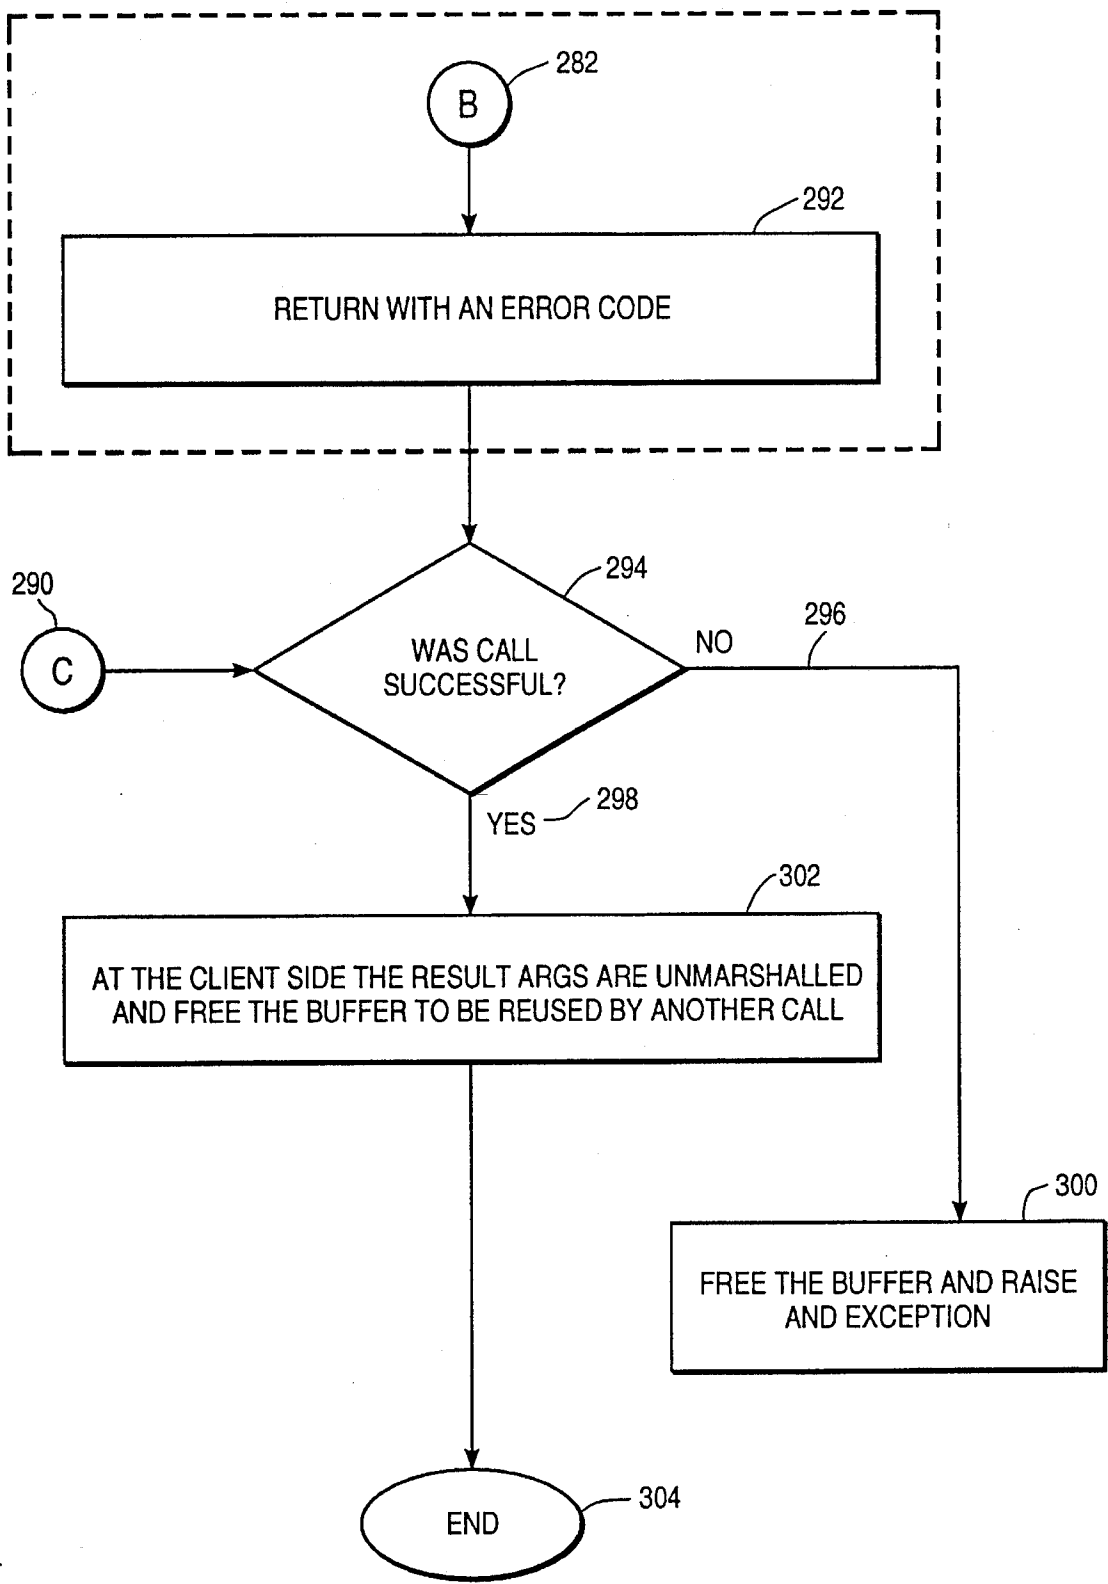 282
B
292
RETURN WITH AN ERROR CODE
294
290
C
WAS CALL
SUCCESSFUL?
NO
296
YES
298
302
AT THE CLIENT SIDE THE RESULT ARGS ARE UNMARSHALLED
AND FREE THE BUFFER TO BE REUSED BY ANOTHER CALL
300
FREE THE BUFFER AND RAISE
AND EXCEPTION
304
END